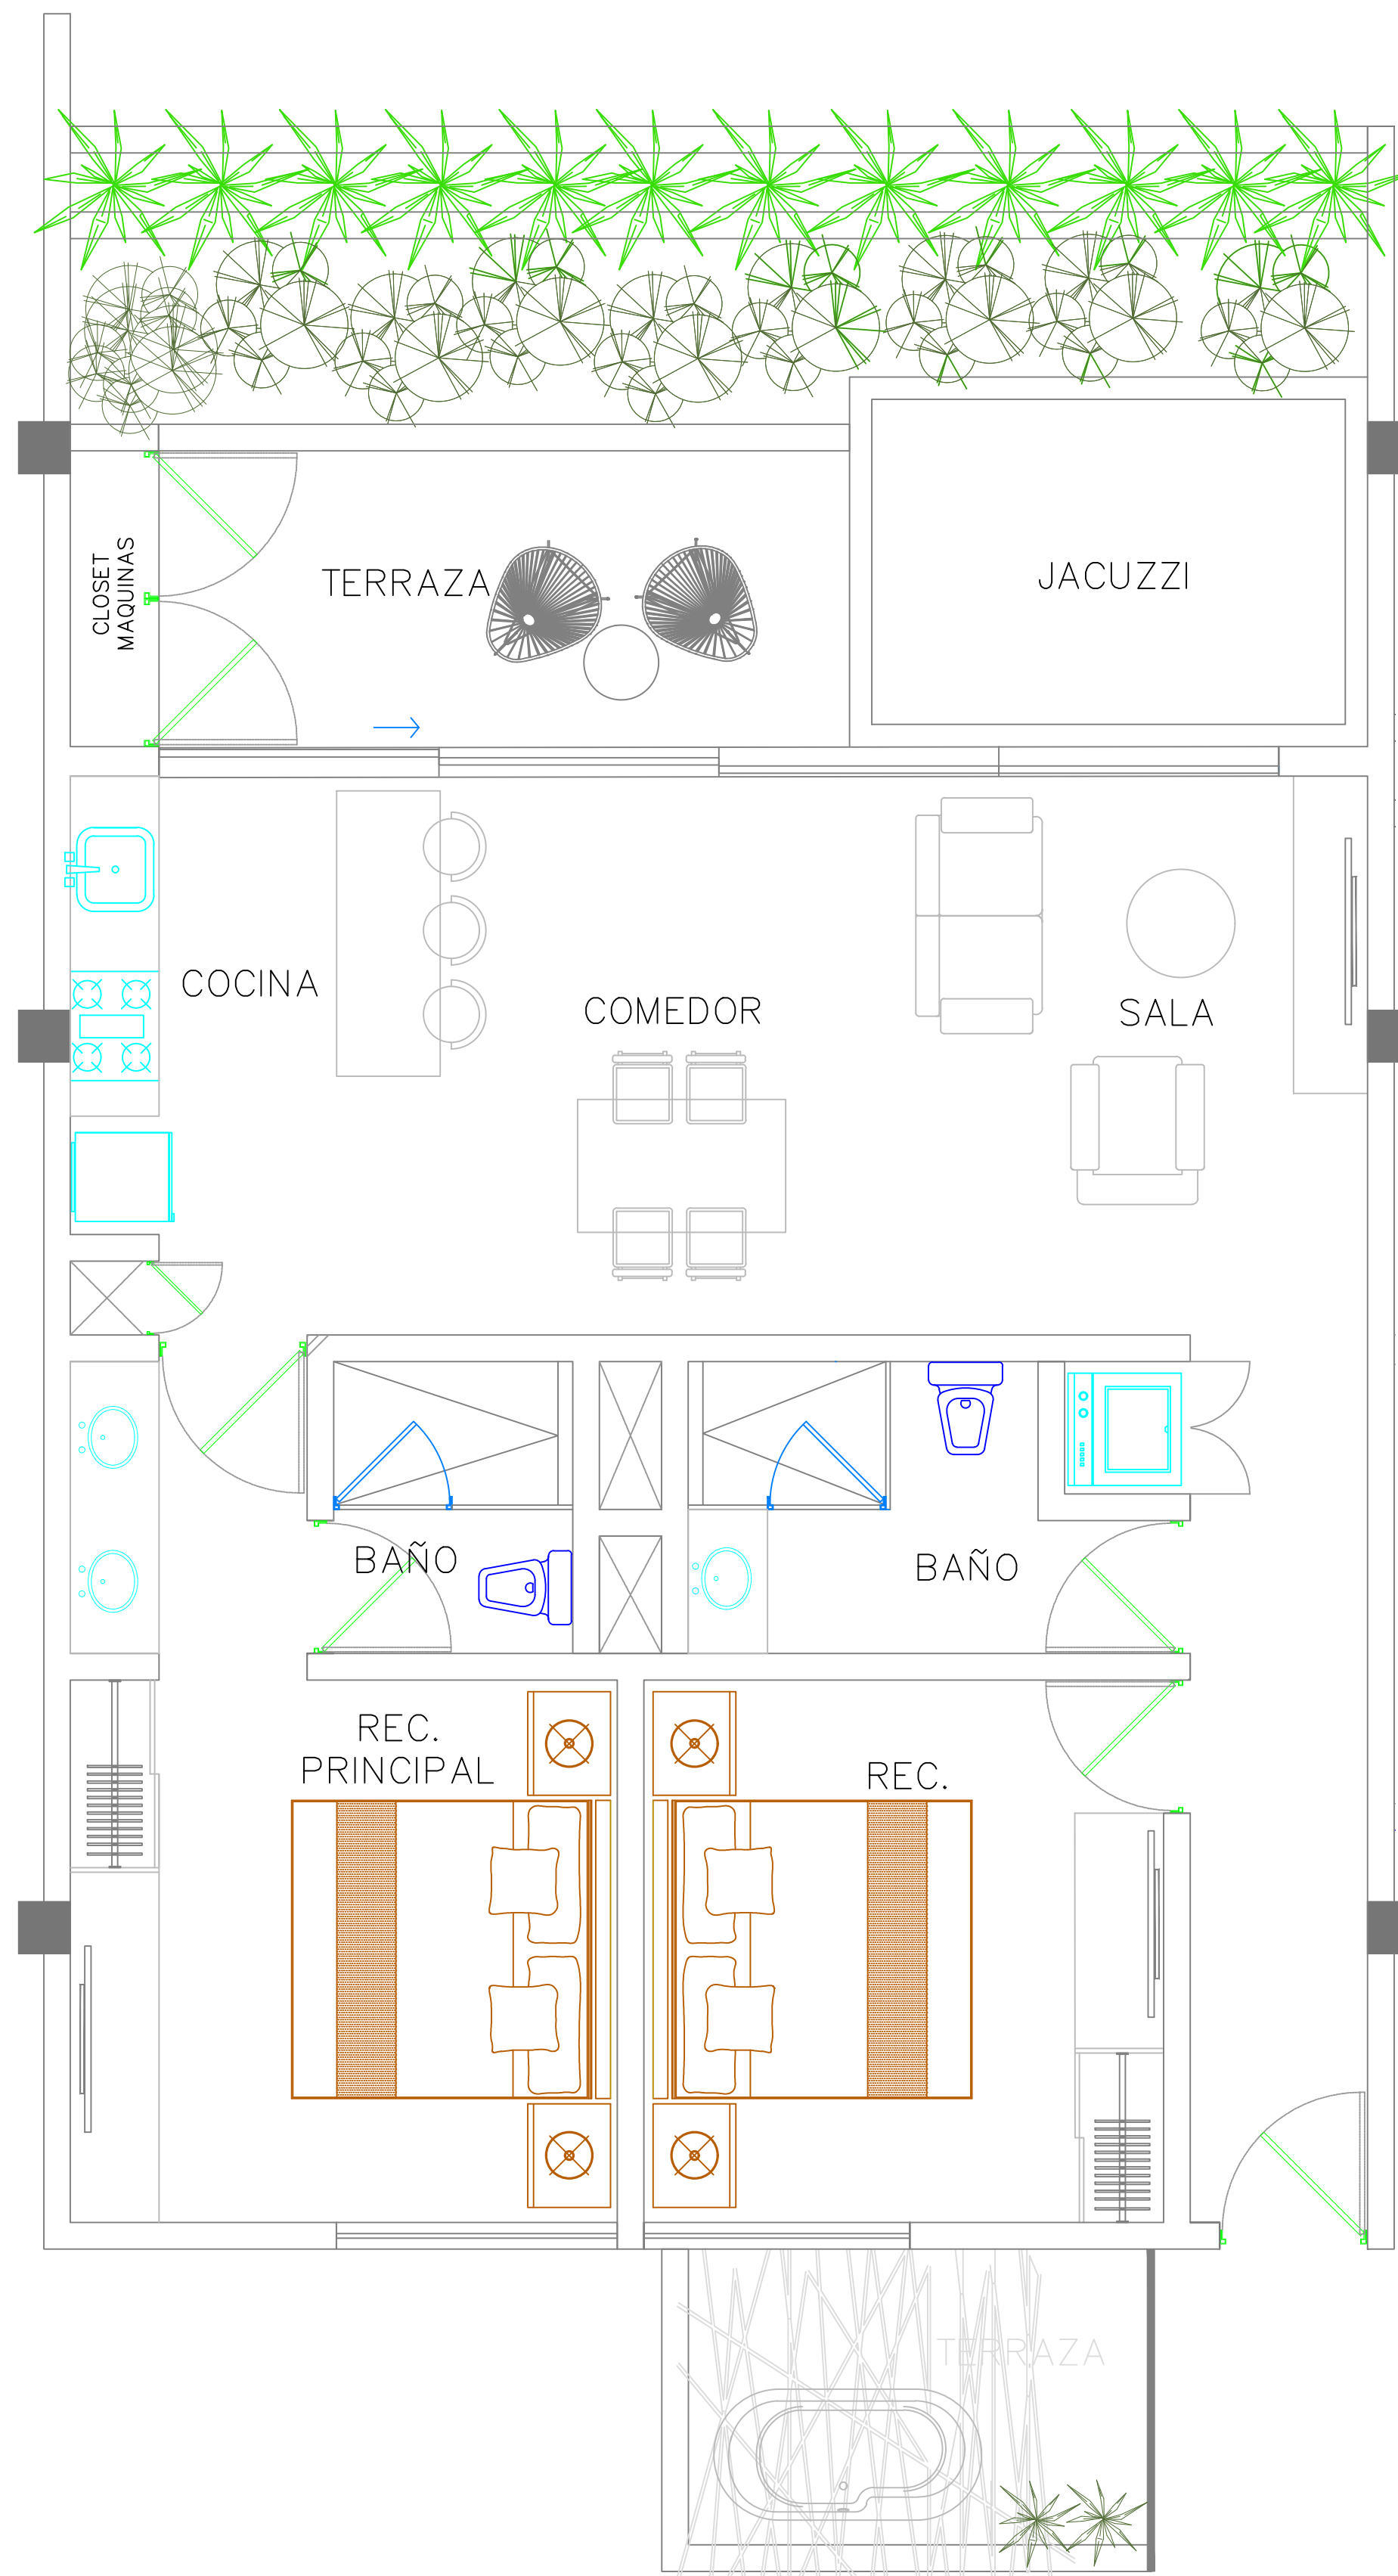 TERRAZA
JACUZZI
CLOSET
MAQUINAS
COCINA
COMEDOR
SALA
BAÑO
BAÑO
REC.
PRINCIPAL
REC.
TERRAZA